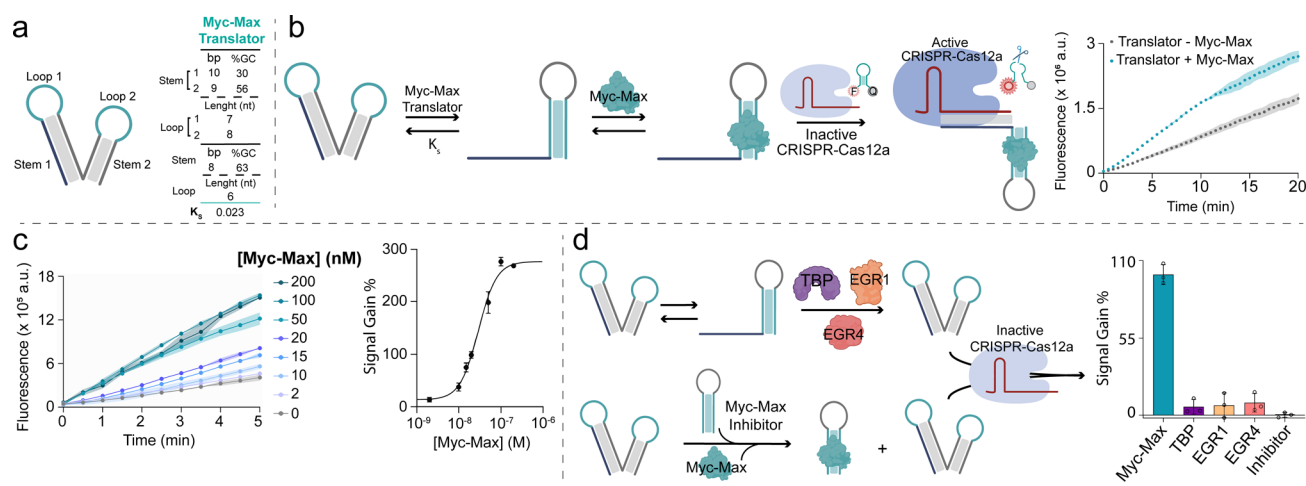 a
Myc-Max
Translator
bp %GC
Stem 1 10 30
2 9 56
Lenght (nt)
Loop 1 7
2 8
bp %GC
Stem 8 63
Lenght (nt)
Loop 6
Ks 0.023
Loop 1
Loop 2
Stem 1
Stem 2
b
Myc-Max
Translator
Ks
Myc-Max
F
Q
Inactive
CRISPR-Cas12a
Active
CRISPR-Cas12a
Translator - Myc-Max
Translator + Myc-Max
Fluorescence (x 10⁶ a.u.)
3
1.5
0
0 5 10 15 20
Time (min)
c
[Myc-Max] (nM)
200
100
50
20
15
10
2
0
Fluorescence (x 10⁵ a.u.)
18
12
6
0
0 1 2 3 4 5
Time (min)
Signal Gain %
300
200
100
0
10⁻⁹ 10⁻⁸ 10⁻⁷ 10⁻⁶
[Myc-Max] (M)
d
TBP
EGR1
EGR4
Inactive
CRISPR-Cas12a
Myc-Max
Inhibitor
Myc-Max
+
Signal Gain %
110
55
0
Myc-Max
TBP
EGR1
EGR4
Inhibitor